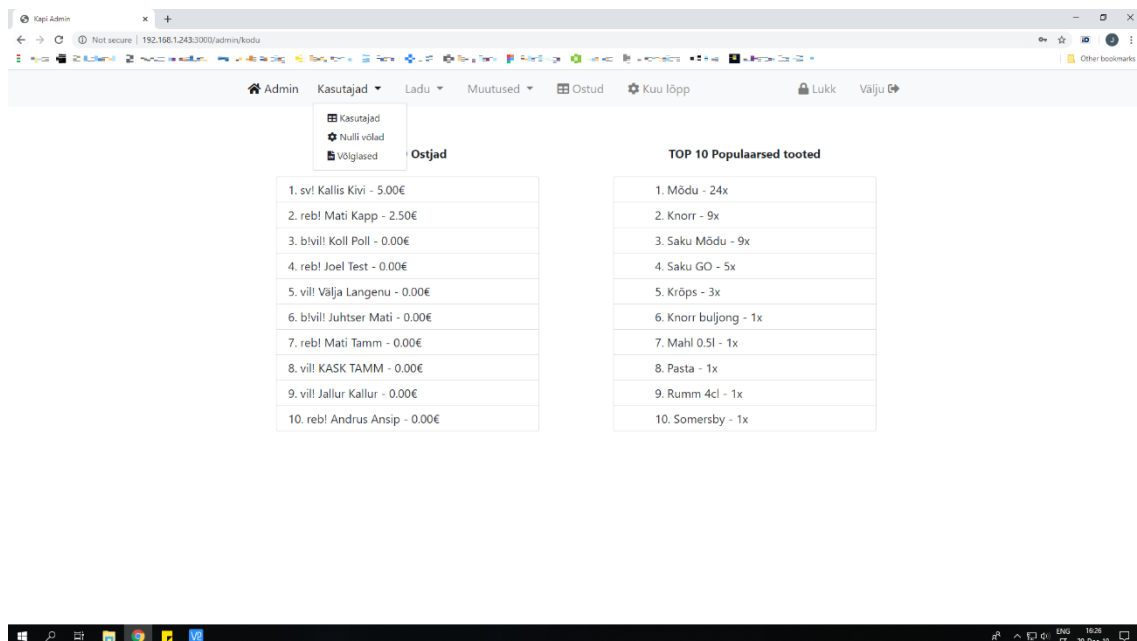 Kapi Admin
Not secure | 192.168.1.243:3000/admin/kodu
Other bookmarks
Admin Kasutajad Ladu Muutused Ostud Kuu lõpp Lukk Välju
Kasutajad
Nulli võlad
Võlglased
Ostjad
1. sv! Kallis Kivi - 5.00€
2. reb! Mati Kapp - 2.50€
3. b!vil! Koll Poll - 0.00€
4. reb! Joel Test - 0.00€
5. vil! Välja Langenu - 0.00€
6. b!vil! Juhtser Mati - 0.00€
7. reb! Mati Tamm - 0.00€
8. vil! KASK TAMM - 0.00€
9. vil! Jallur Kallur - 0.00€
10. reb! Andrus Ansip - 0.00€
TOP 10 Populaarsed tooted
1. Mõdu - 24x
2. Knorr - 9x
3. Saku Mõdu - 9x
4. Saku GO - 5x
5. Krõps - 3x
6. Knorr buljong - 1x
7. Mahl 0.5l - 1x
8. Pasta - 1x
9. Rumm 4cl - 1x
10. Somersby - 1x
ENG 16:26